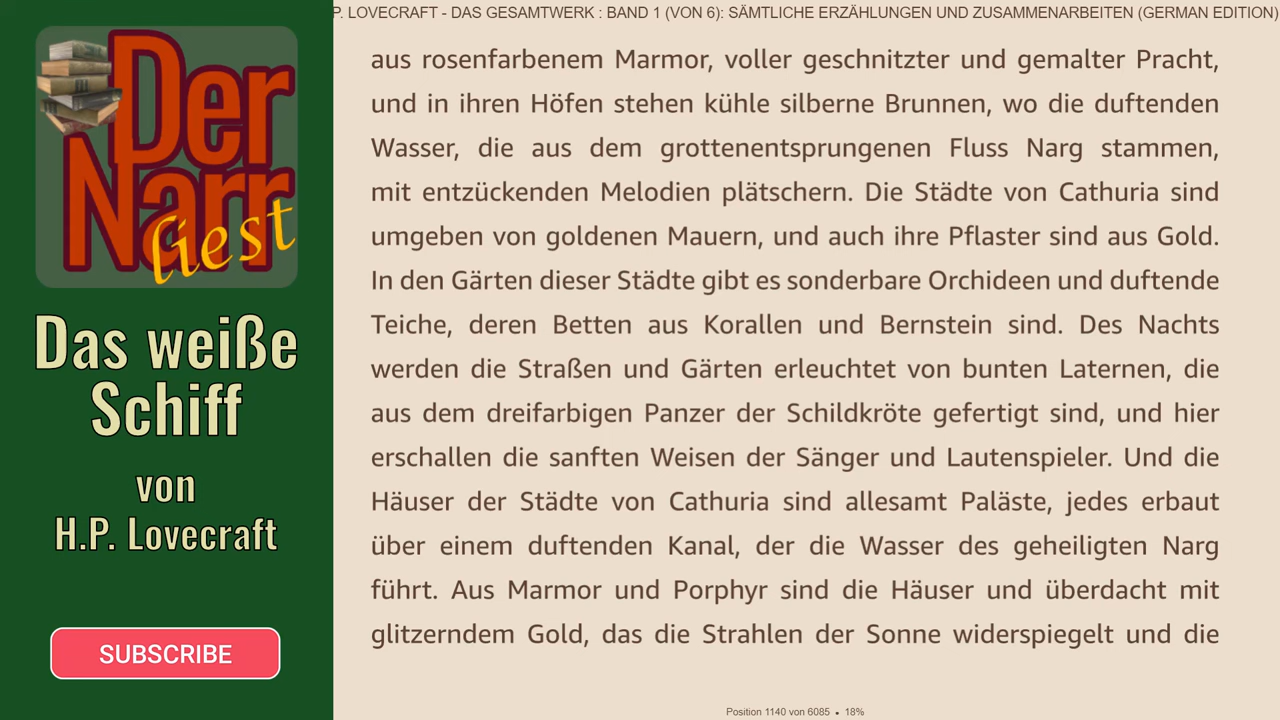 P. LOVECRAFT - DAS GESAMTWERK : BAND 1 (VON 6): SÄMTLICHE ERZÄHLUNGEN UND ZUSAMMENARBEITEN (GERMAN EDITION)
Der
Narr
liest
Das weiße
Schiff
von
H.P. Lovecraft
SUBSCRIBE
aus rosenfarbenem Marmor, voller geschnitzter und gemalter Pracht,
und in ihren Höfen stehen kühle silberne Brunnen, wo die duftenden
Wasser, die aus dem grottenentsprungenen Fluss Narg stammen,
mit entzückenden Melodien plätschern. Die Städte von Cathuria sind
umgeben von goldenen Mauern, und auch ihre Pflaster sind aus Gold.
In den Gärten dieser Städte gibt es sonderbare Orchideen und duftende
Teiche, deren Betten aus Korallen und Bernstein sind. Des Nachts
werden die Straßen und Gärten erleuchtet von bunten Laternen, die
aus dem dreifarbigen Panzer der Schildkröte gefertigt sind, und hier
erschallen die sanften Weisen der Sänger und Lautenspieler. Und die
Häuser der Städte von Cathuria sind allesamt Paläste, jedes erbaut
über einem duftenden Kanal, der die Wasser des geheiligten Narg
führt. Aus Marmor und Porphyr sind die Häuser und überdacht mit
glitzerndem Gold, das die Strahlen der Sonne widerspiegelt und die
Position 1140 von 6085 • 18%